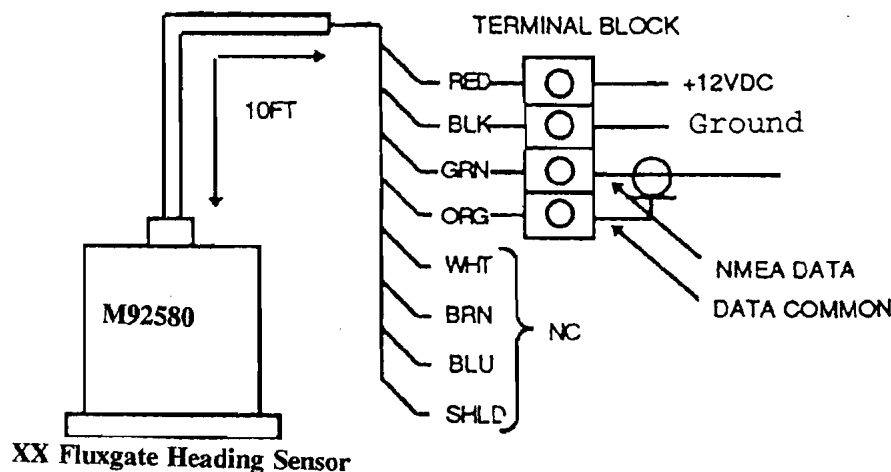 TERMINAL BLOCK
RED
+12VDC
10FT
BLK
Ground
GRN
ORG
WHT
NMEA DATA
M92580
BRN
NC
DATA COMMON
BLU
SHLD
XX Fluxgate Heading Sensor